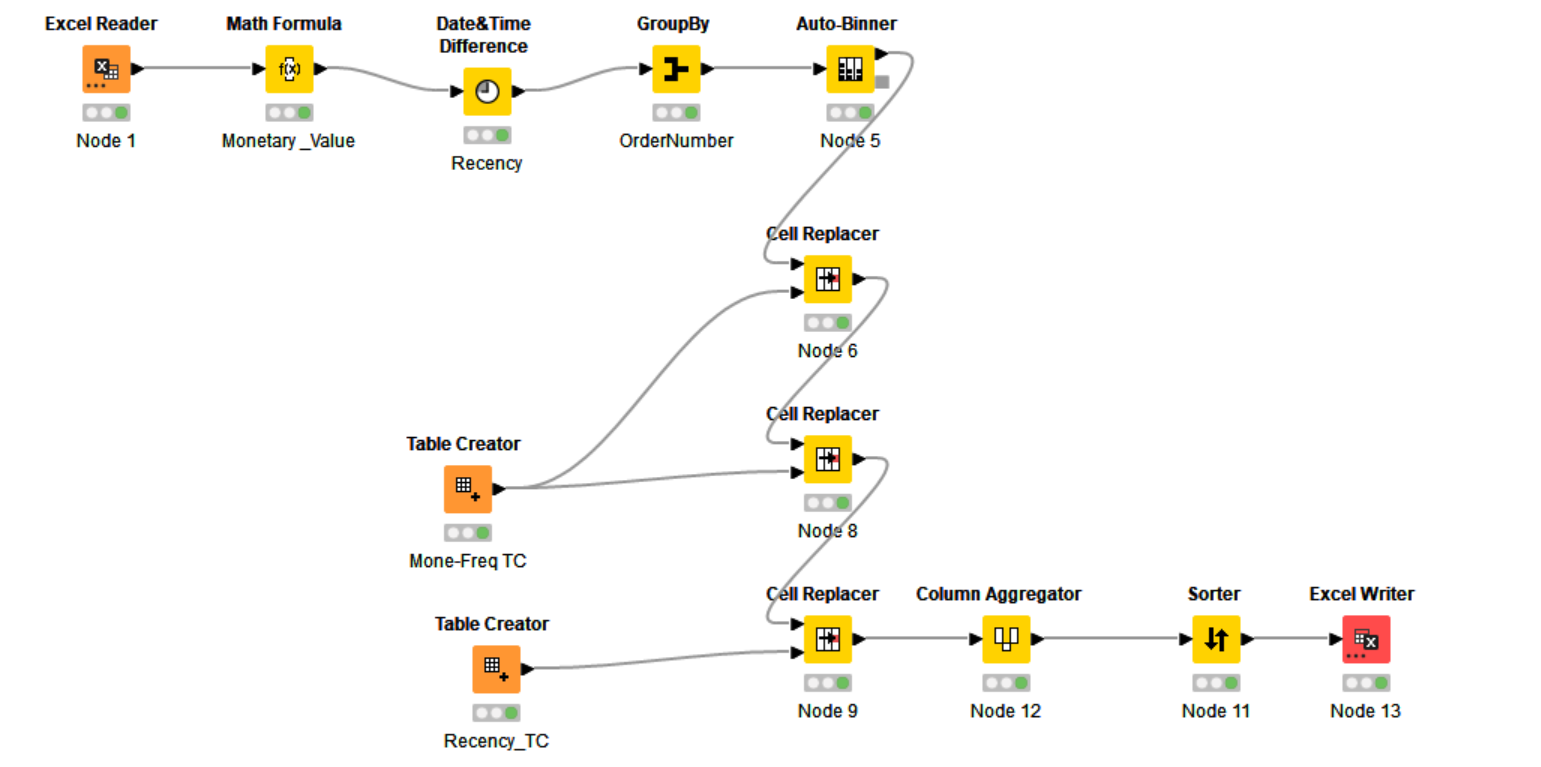 Excel Reader
Math Formula
Date&Time
Difference
GroupBy
Auto-Binner
f(x)
Node 1
Monetary _Value
Recency
OrderNumber
Node 5
Cell Replacer
Node 6
Cell Replacer
Table Creator
Node 8
Mone-Freq TC
Cell Replacer
Column Aggregator
Sorter
Excel Writer
Table Creator
Node 9
Node 12
Node 11
Node 13
Recency_TC